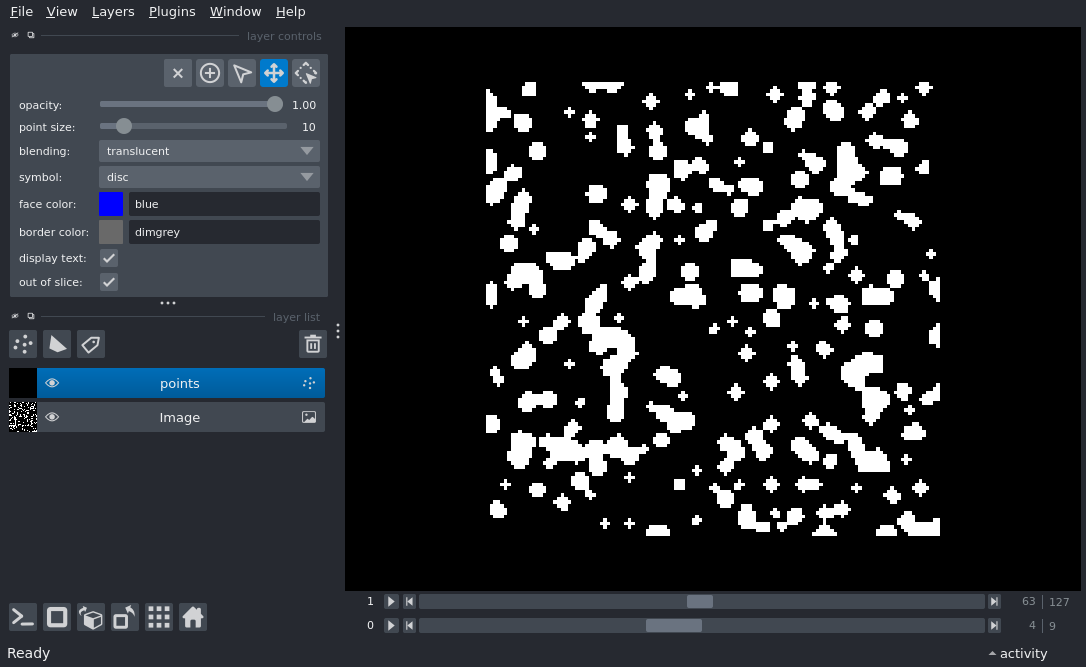 File View Layers Plugins Window Help
layer controls
opacity: 1.00
point size: 10
blending: translucent
symbol: disc
face color: blue
border color: dimgrey
display text:
out of slice:
layer list
points
Image
1 63 127
0 4 9
Ready activity